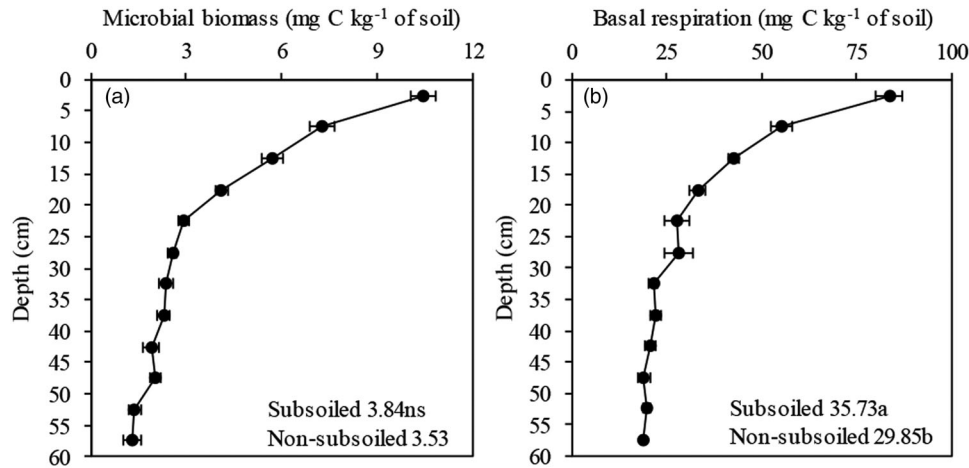 Microbial biomass (mg C kg⁻¹ of soil)
0 3 6 9 12
0
5
10
15
20
25
30
35
40
45
50
55
60
Depth (cm)
(a)
Subsoiled 3.84ns
Non-subsoiled 3.53
Basal respiration (mg C kg⁻¹ of soil)
0 25 50 75 100
0
5
10
15
20
25
30
35
40
45
50
55
60
Depth (cm)
(b)
Subsoiled 35.73a
Non-subsoiled 29.85b